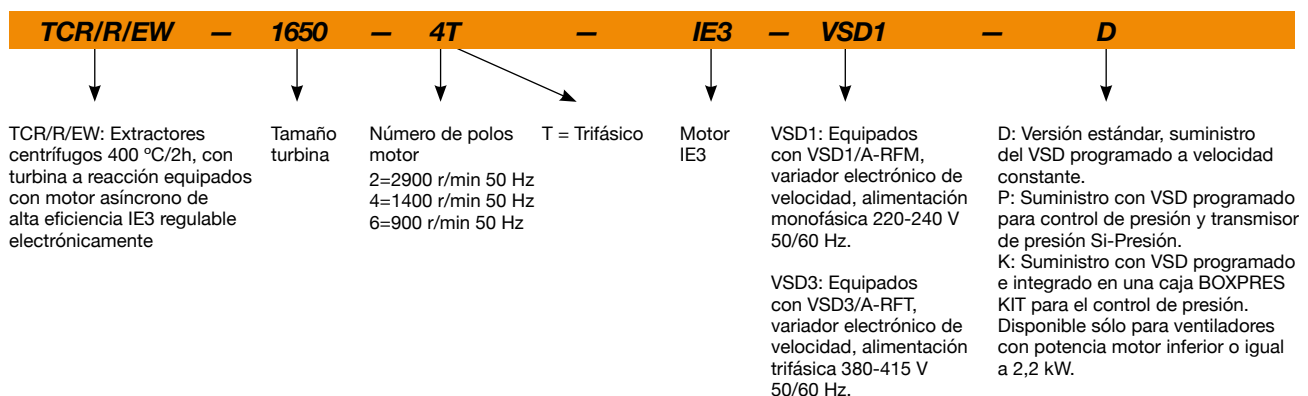 TCR/R/EW – 1650 – 4T – IE3 – VSD1 – D
TCR/R/EW: Extractores
centrífugos 400 ºC/2h, con
turbina a reacción equipados
con motor asíncrono de
alta eficiencia IE3 regulable
electrónicamente
Tamaño
turbina
Número de polos
motor
2=2900 r/min 50 Hz
4=1400 r/min 50 Hz
6=900 r/min 50 Hz
T = Trifásico
Motor
IE3
VSD1: Equipados
con VSD1/A-RFM,
variador electrónico de
velocidad, alimentación
monofásica 220-240 V
50/60 Hz.
VSD3: Equipados
con VSD3/A-RFT,
variador electrónico de
velocidad, alimentación
trifásica 380-415 V
50/60 Hz.
D: Versión estándar, suministro
del VSD programado a velocidad
constante.
P: Suministro con VSD programado
para control de presión y transmisor
de presión Si-Presión.
K: Suministro con VSD programado
e integrado en una caja BOXPRES
KIT para el control de presión.
Disponible sólo para ventiladores
con potencia motor inferior o igual
a 2,2 kW.